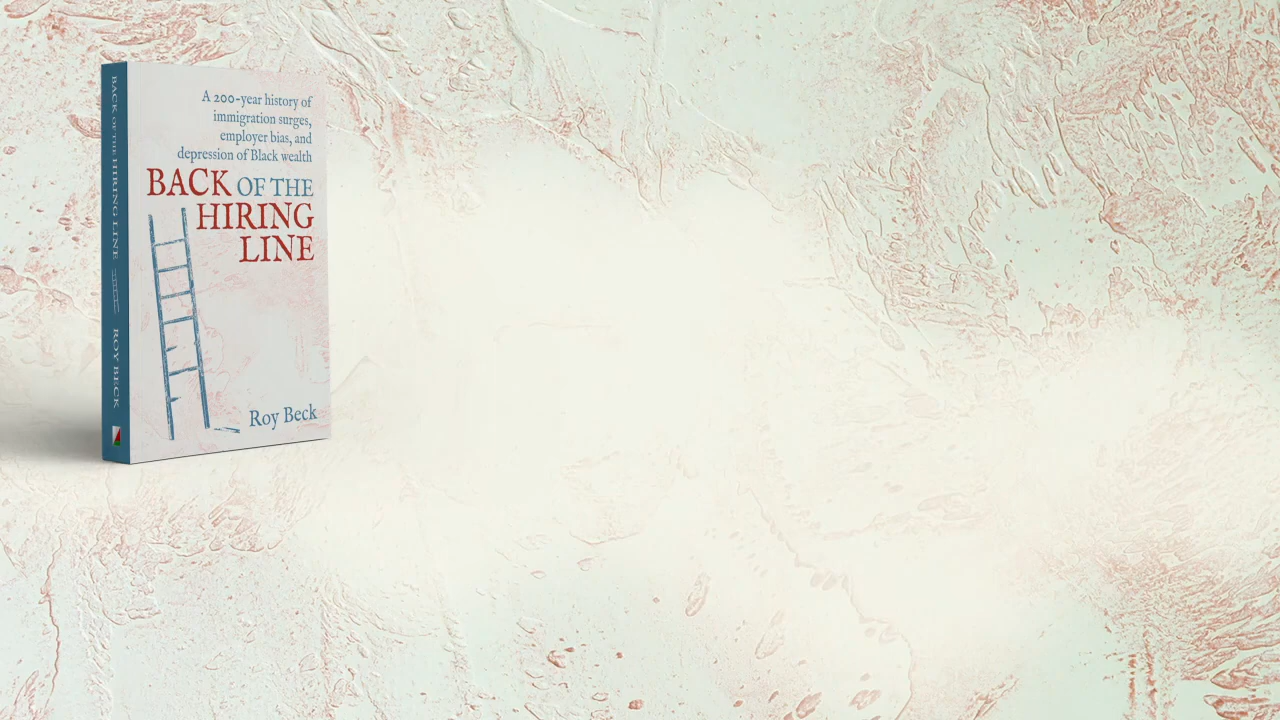 A 200-year history of
immigration surges,
employer bias, and
depression of Black wealth
BACK OF THE
HIRING
LINE
Roy Beck
BACK OF THE HIRING LINE ROY BECK